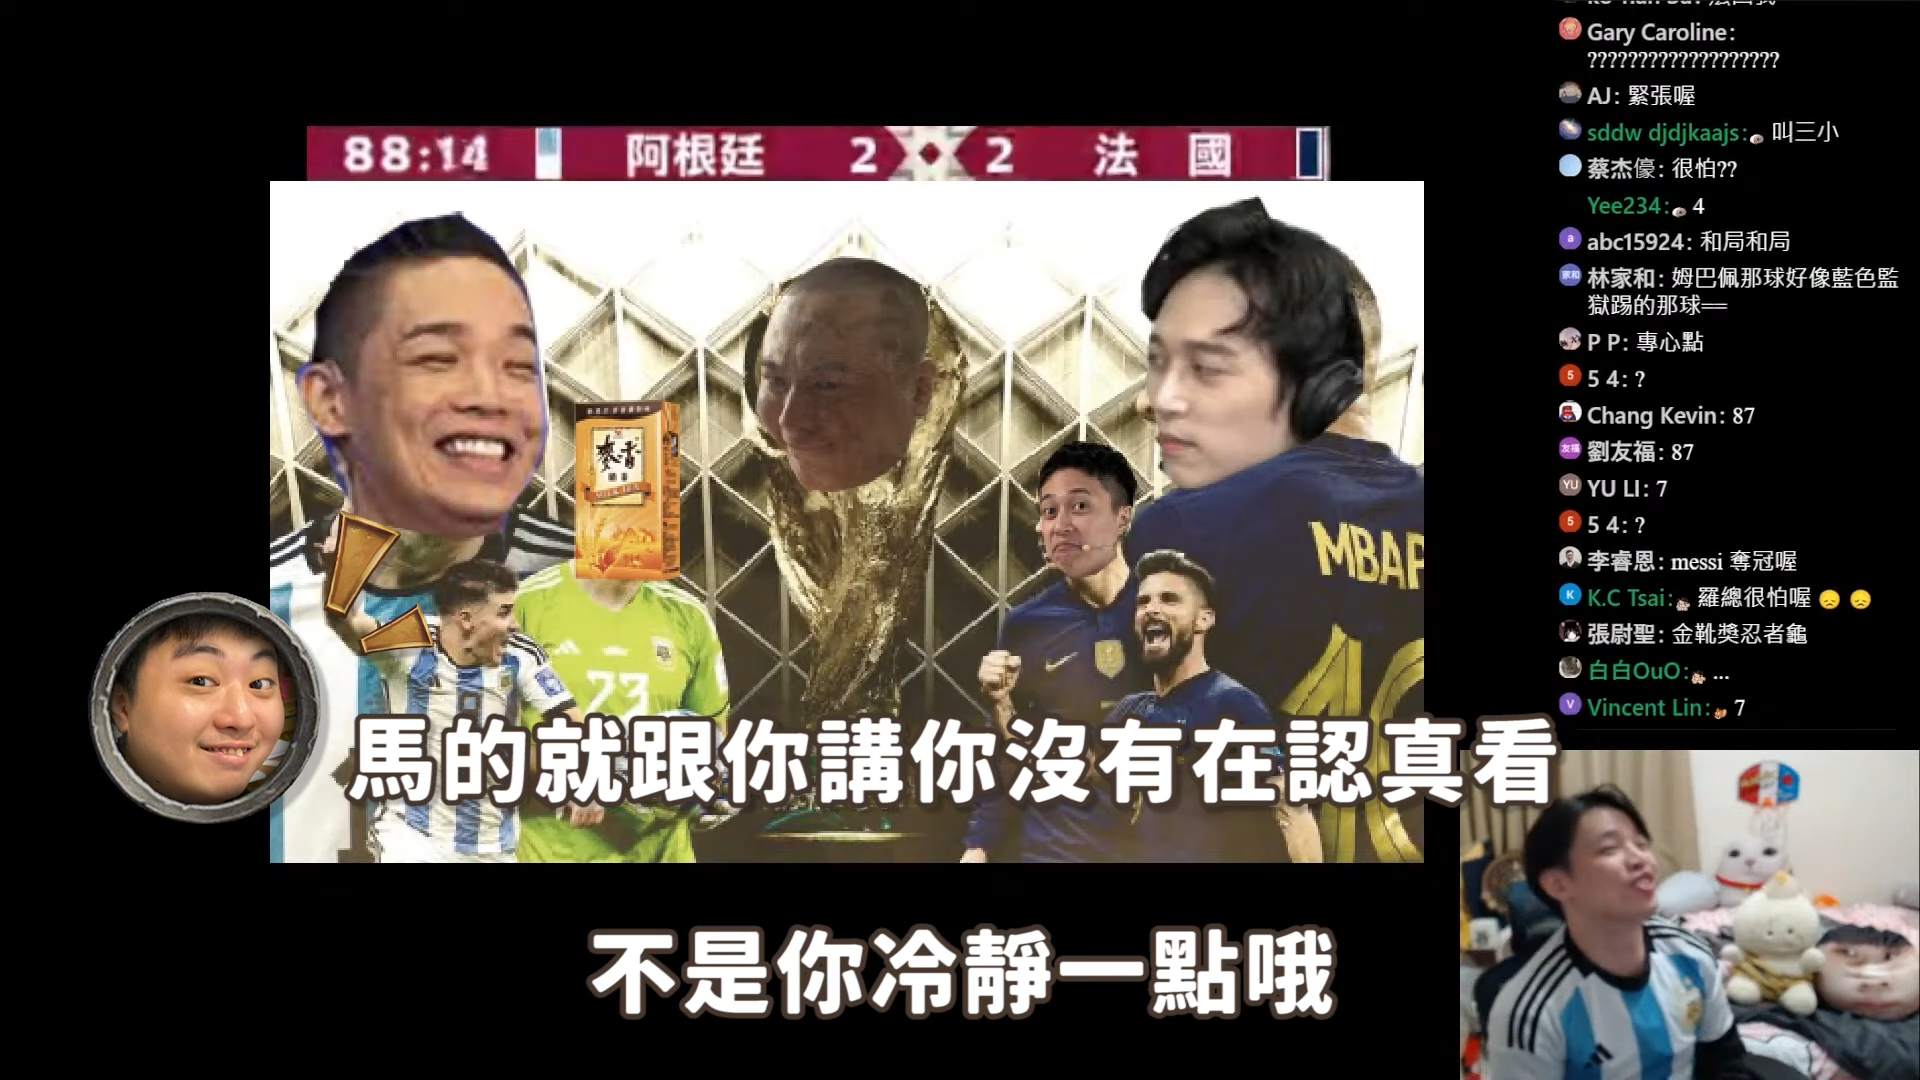 Gary Caroline:
???????????????????
AJ: 緊張喔
sddw djdjkaajs: 叫三小
蔡杰儫: 很怕??
Yee234: 4
abc15924: 和局和局
林家和: 姆巴佩那球好像藍色監
獄踢的那球==
P P: 專心點
5 4: ?
Chang Kevin: 87
劉友福: 87
YU LI: 7
5 4: ?
李睿恩: messi 奪冠喔
K.C Tsai: 羅總很怕喔 😞 😞
張尉聖: 金靴獎忍者龜
白白OuO: ...
Vincent Lin: 7
88:14 阿根廷 2 2 法 國
麥香
MBAP
23
10
9
馬的就跟你講你沒有在認真看
不是你冷靜一點哦